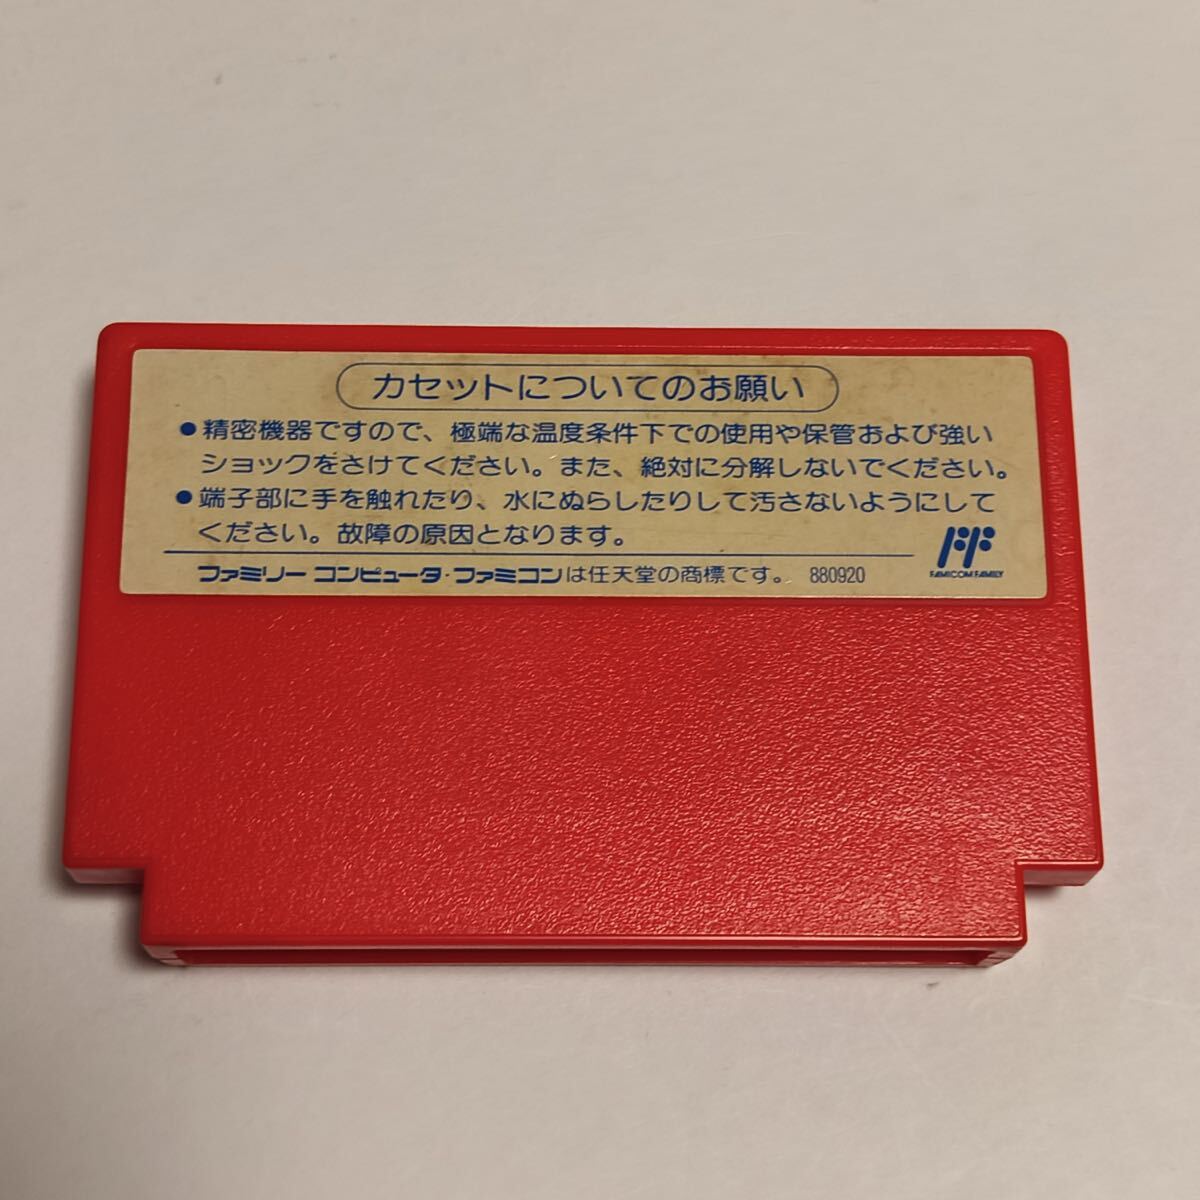 カセットについてのお願い
●精密機器ですので、極端な温度条件下での使用や保管および強い
ショックをさけてください。また、絶対に分解しないでください。
●端子部に手を触れたり、水にぬらしたりして汚さないようにして
ください。故障の原因となります。
ファミリー コンピュータ・ファミコンは任天堂の商標です。 880920
FAMICOM FAMILY